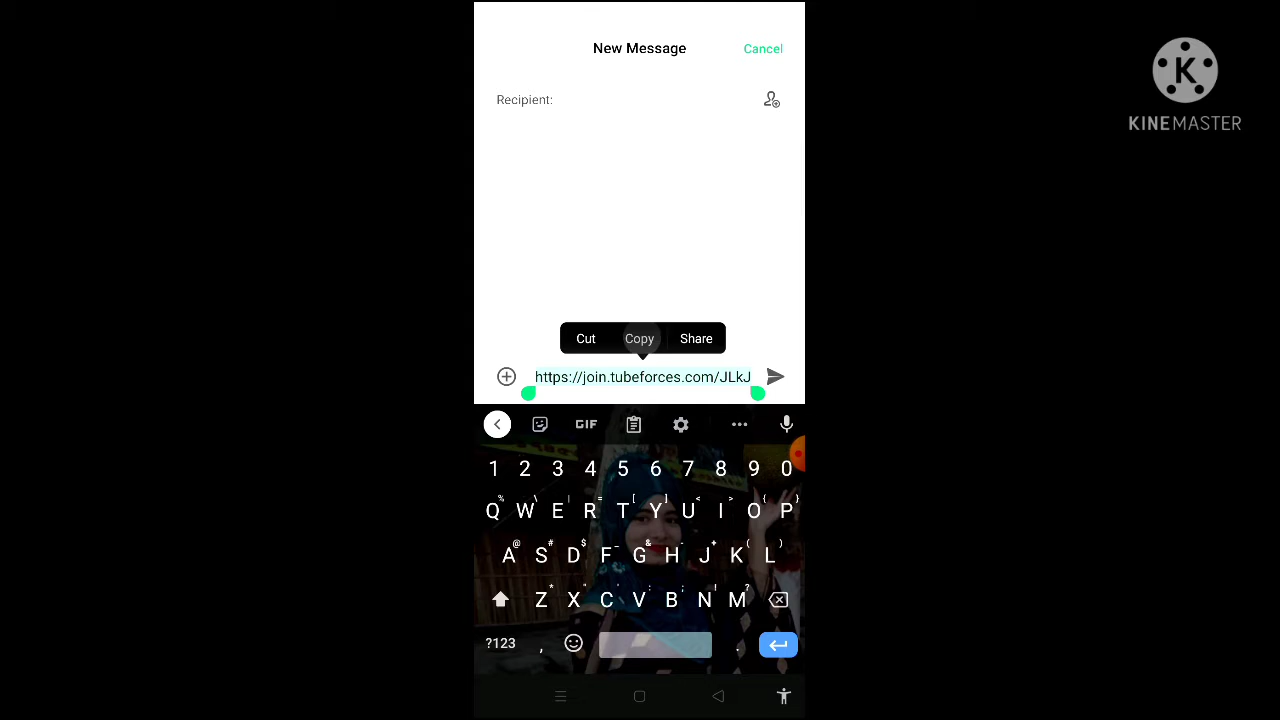 New Message
Cancel
Recipient:
KINEMASTER
Cut Copy Share
https://join.tubeforces.com/JLkJ
GIF
1 2 3 4 5 6 7 8 9 0
% \ | = [ ] < > { }
Q W E R T Y U I O P
@ # $ _ & - + ( )
A S D F G H J K L
* " ' : ; ! ?
Z X C V B N M
?123 , .